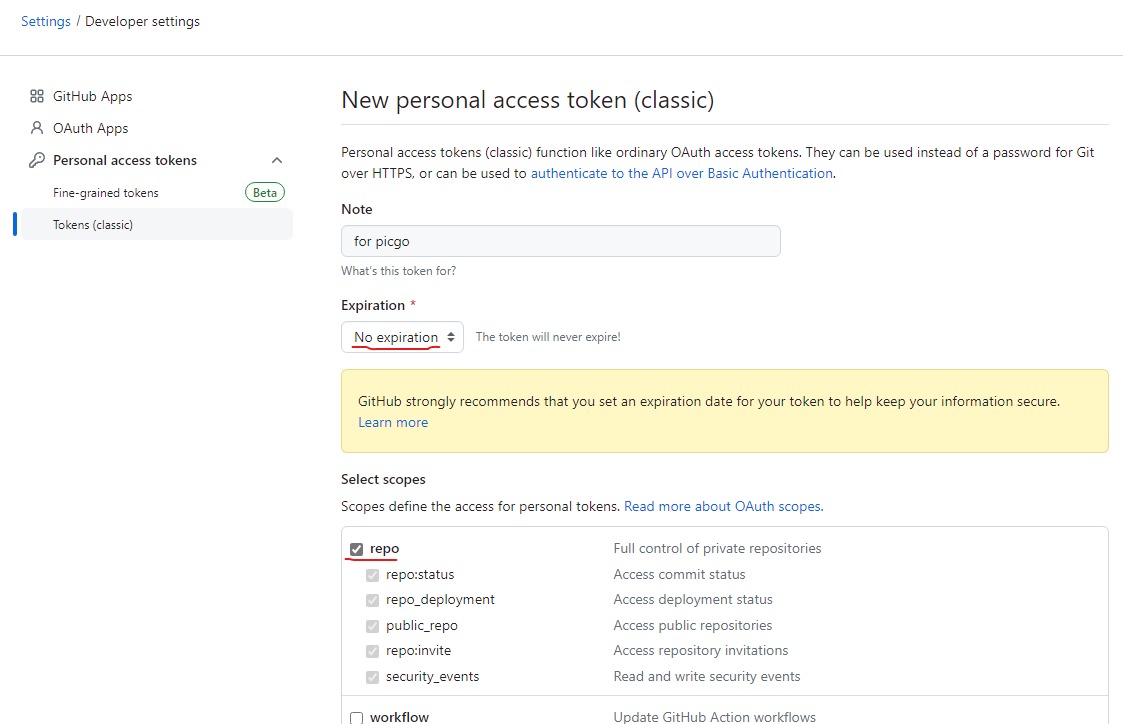 Settings / Developer settings
GitHub Apps
OAuth Apps
Personal access tokens
Fine-grained tokens Beta
Tokens (classic)
New personal access token (classic)
Personal access tokens (classic) function like ordinary OAuth access tokens. They can be used instead of a password for Git
over HTTPS, or can be used to authenticate to the API over Basic Authentication.
Note
for picgo
What's this token for?
Expiration *
No expiration The token will never expire!
GitHub strongly recommends that you set an expiration date for your token to help keep your information secure.
Learn more
Select scopes
Scopes define the access for personal tokens. Read more about OAuth scopes.
repo Full control of private repositories
repo:status Access commit status
repo_deployment Access deployment status
public_repo Access public repositories
repo:invite Access repository invitations
security_events Read and write security events
workflow Update GitHub Action workflows